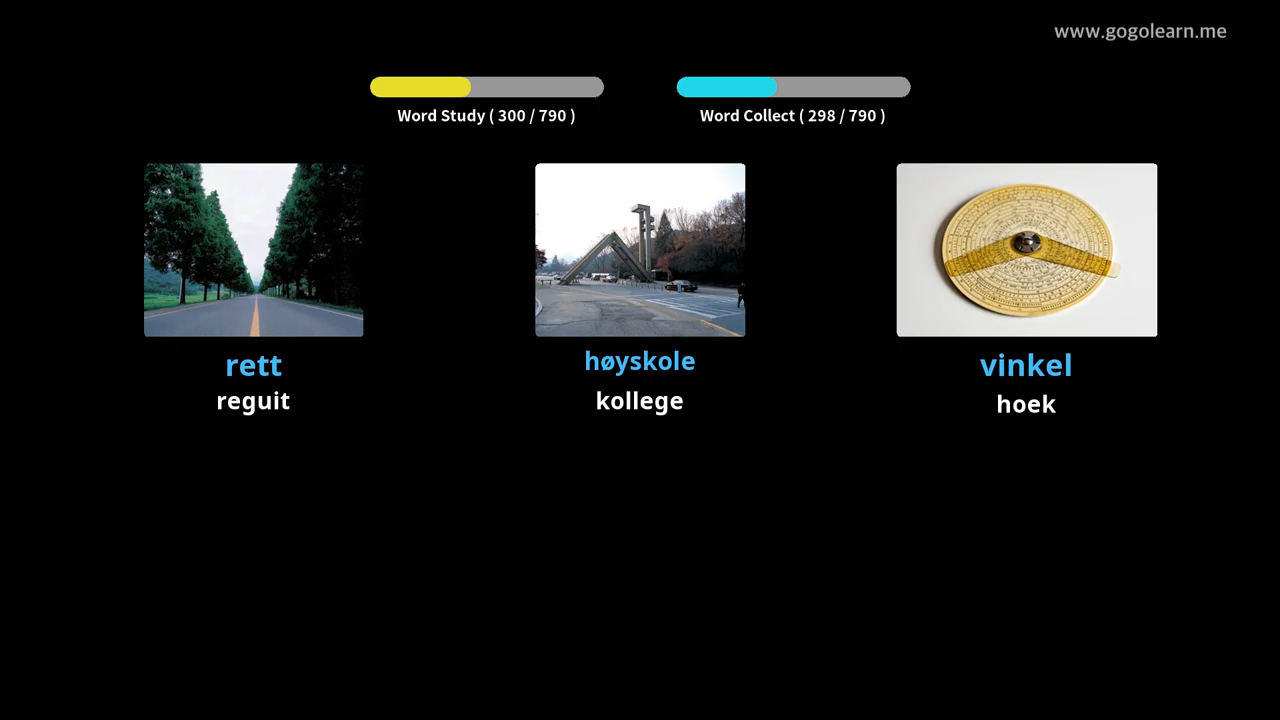 www.gogolearn.me
Word Study ( 300 / 790 )
Word Collect ( 298 / 790 )
rett
reguit
høyskole
kollege
vinkel
hoek